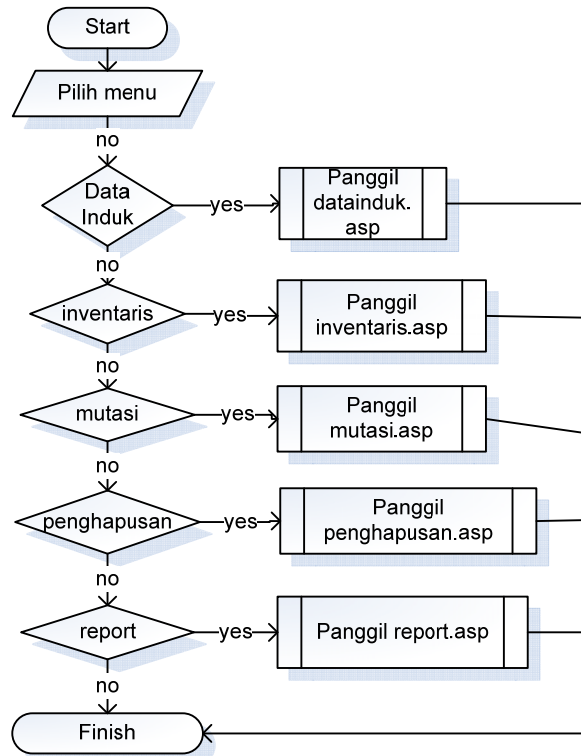 Start
Pilih menu
no
Data
Induk
yes
Panggil
datainduk.
asp
no
inventaris
yes
Panggil
inventaris.asp
no
mutasi
yes
Panggil
mutasi.asp
no
penghapusan
yes
Panggil
penghapusan.asp
no
report
yes
Panggil report.asp
no
Finish